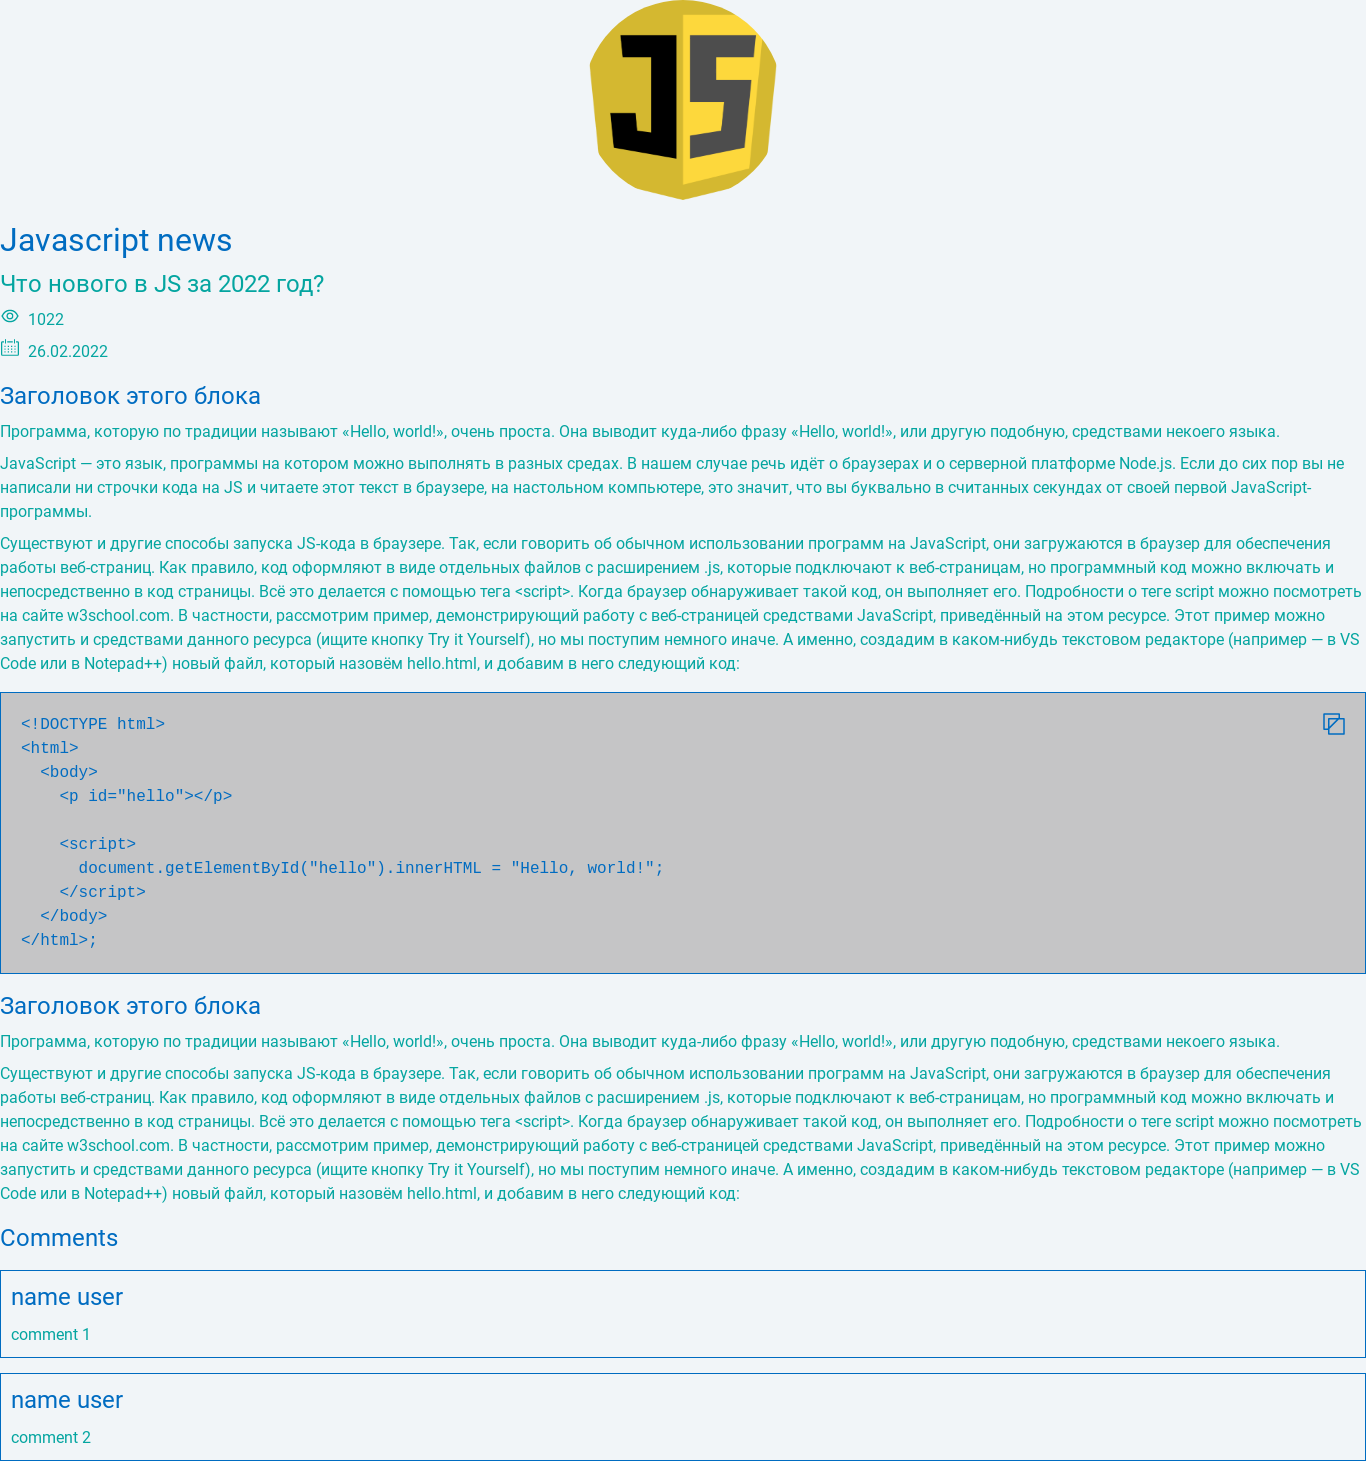 JS
Javascript news
Что нового в JS за 2022 год?
1022
26.02.2022
Заголовок этого блока
Программа, которую по традиции называют «Hello, world!», очень проста. Она выводит куда-либо фразу «Hello, world!», или другую подобную, средствами некоего языка.
JavaScript — это язык, программы на котором можно выполнять в разных средах. В нашем случае речь идёт о браузерах и о серверной платформе Node.js. Если до сих пор вы не
написали ни строчки кода на JS и читаете этот текст в браузере, на настольном компьютере, это значит, что вы буквально в считанных секундах от своей первой JavaScript-
программы.
Существуют и другие способы запуска JS-кода в браузере. Так, если говорить об обычном использовании программ на JavaScript, они загружаются в браузер для обеспечения
работы веб-страниц. Как правило, код оформляют в виде отдельных файлов с расширением .js, которые подключают к веб-страницам, но программный код можно включать и
непосредственно в код страницы. Всё это делается с помощью тега <script>. Когда браузер обнаруживает такой код, он выполняет его. Подробности о теге script можно посмотреть
на сайте w3school.com. В частности, рассмотрим пример, демонстрирующий работу с веб-страницей средствами JavaScript, приведённый на этом ресурсе. Этот пример можно
запустить и средствами данного ресурса (ищите кнопку Try it Yourself), но мы поступим немного иначе. А именно, создадим в каком-нибудь текстовом редакторе (например — в VS
Code или в Notepad++) новый файл, который назовём hello.html, и добавим в него следующий код:
<!DOCTYPE html>
<html>
  <body>
    <p id="hello"></p>
    <script>
      document.getElementById("hello").innerHTML = "Hello, world!";
    </script>
  </body>
</html>;
Заголовок этого блока
Программа, которую по традиции называют «Hello, world!», очень проста. Она выводит куда-либо фразу «Hello, world!», или другую подобную, средствами некоего языка.
Существуют и другие способы запуска JS-кода в браузере. Так, если говорить об обычном использовании программ на JavaScript, они загружаются в браузер для обеспечения
работы веб-страниц. Как правило, код оформляют в виде отдельных файлов с расширением .js, которые подключают к веб-страницам, но программный код можно включать и
непосредственно в код страницы. Всё это делается с помощью тега <script>. Когда браузер обнаруживает такой код, он выполняет его. Подробности о теге script можно посмотреть
на сайте w3school.com. В частности, рассмотрим пример, демонстрирующий работу с веб-страницей средствами JavaScript, приведённый на этом ресурсе. Этот пример можно
запустить и средствами данного ресурса (ищите кнопку Try it Yourself), но мы поступим немного иначе. А именно, создадим в каком-нибудь текстовом редакторе (например — в VS
Code или в Notepad++) новый файл, который назовём hello.html, и добавим в него следующий код:
Comments
name user
comment 1
name user
comment 2